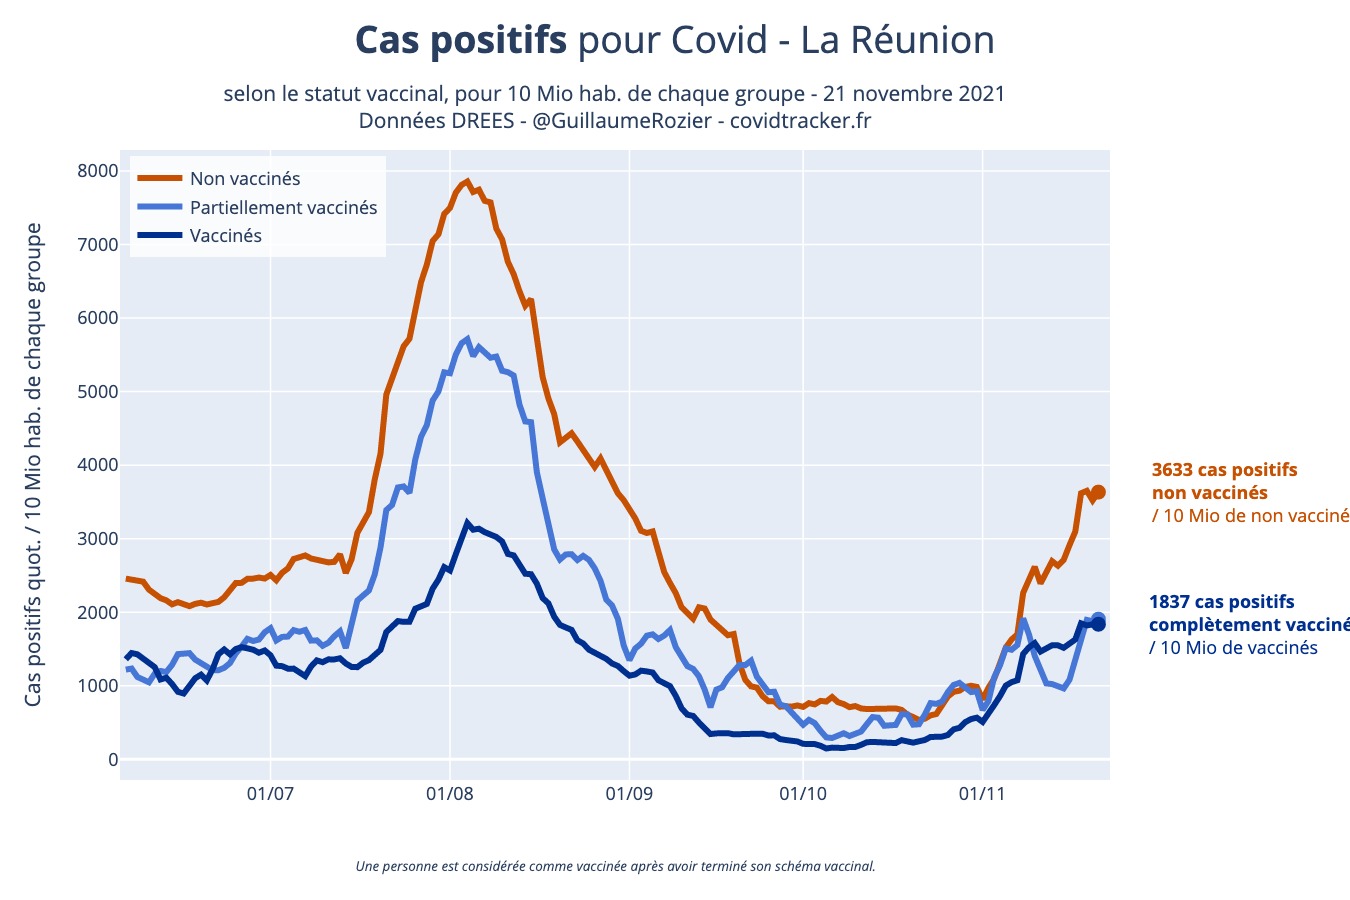 Cas positifs pour Covid - La Réunion
selon le statut vaccinal, pour 10 Mio hab. de chaque groupe - 21 novembre 2021
Données DREES - @GuillaumeRozier - covidtracker.fr
Cas positifs quot. / 10 Mio hab. de chaque groupe
8000
7000
6000
5000
4000
3000
2000
1000
0
Non vaccinés
Partiellement vaccinés
Vaccinés
3633 cas positifs
non vaccinés
/ 10 Mio de non vacciné
1837 cas positifs
complètement vacciné
/ 10 Mio de vaccinés
01/07
01/08
01/09
01/10
01/11
Une personne est considérée comme vaccinée après avoir terminé son schéma vaccinal.